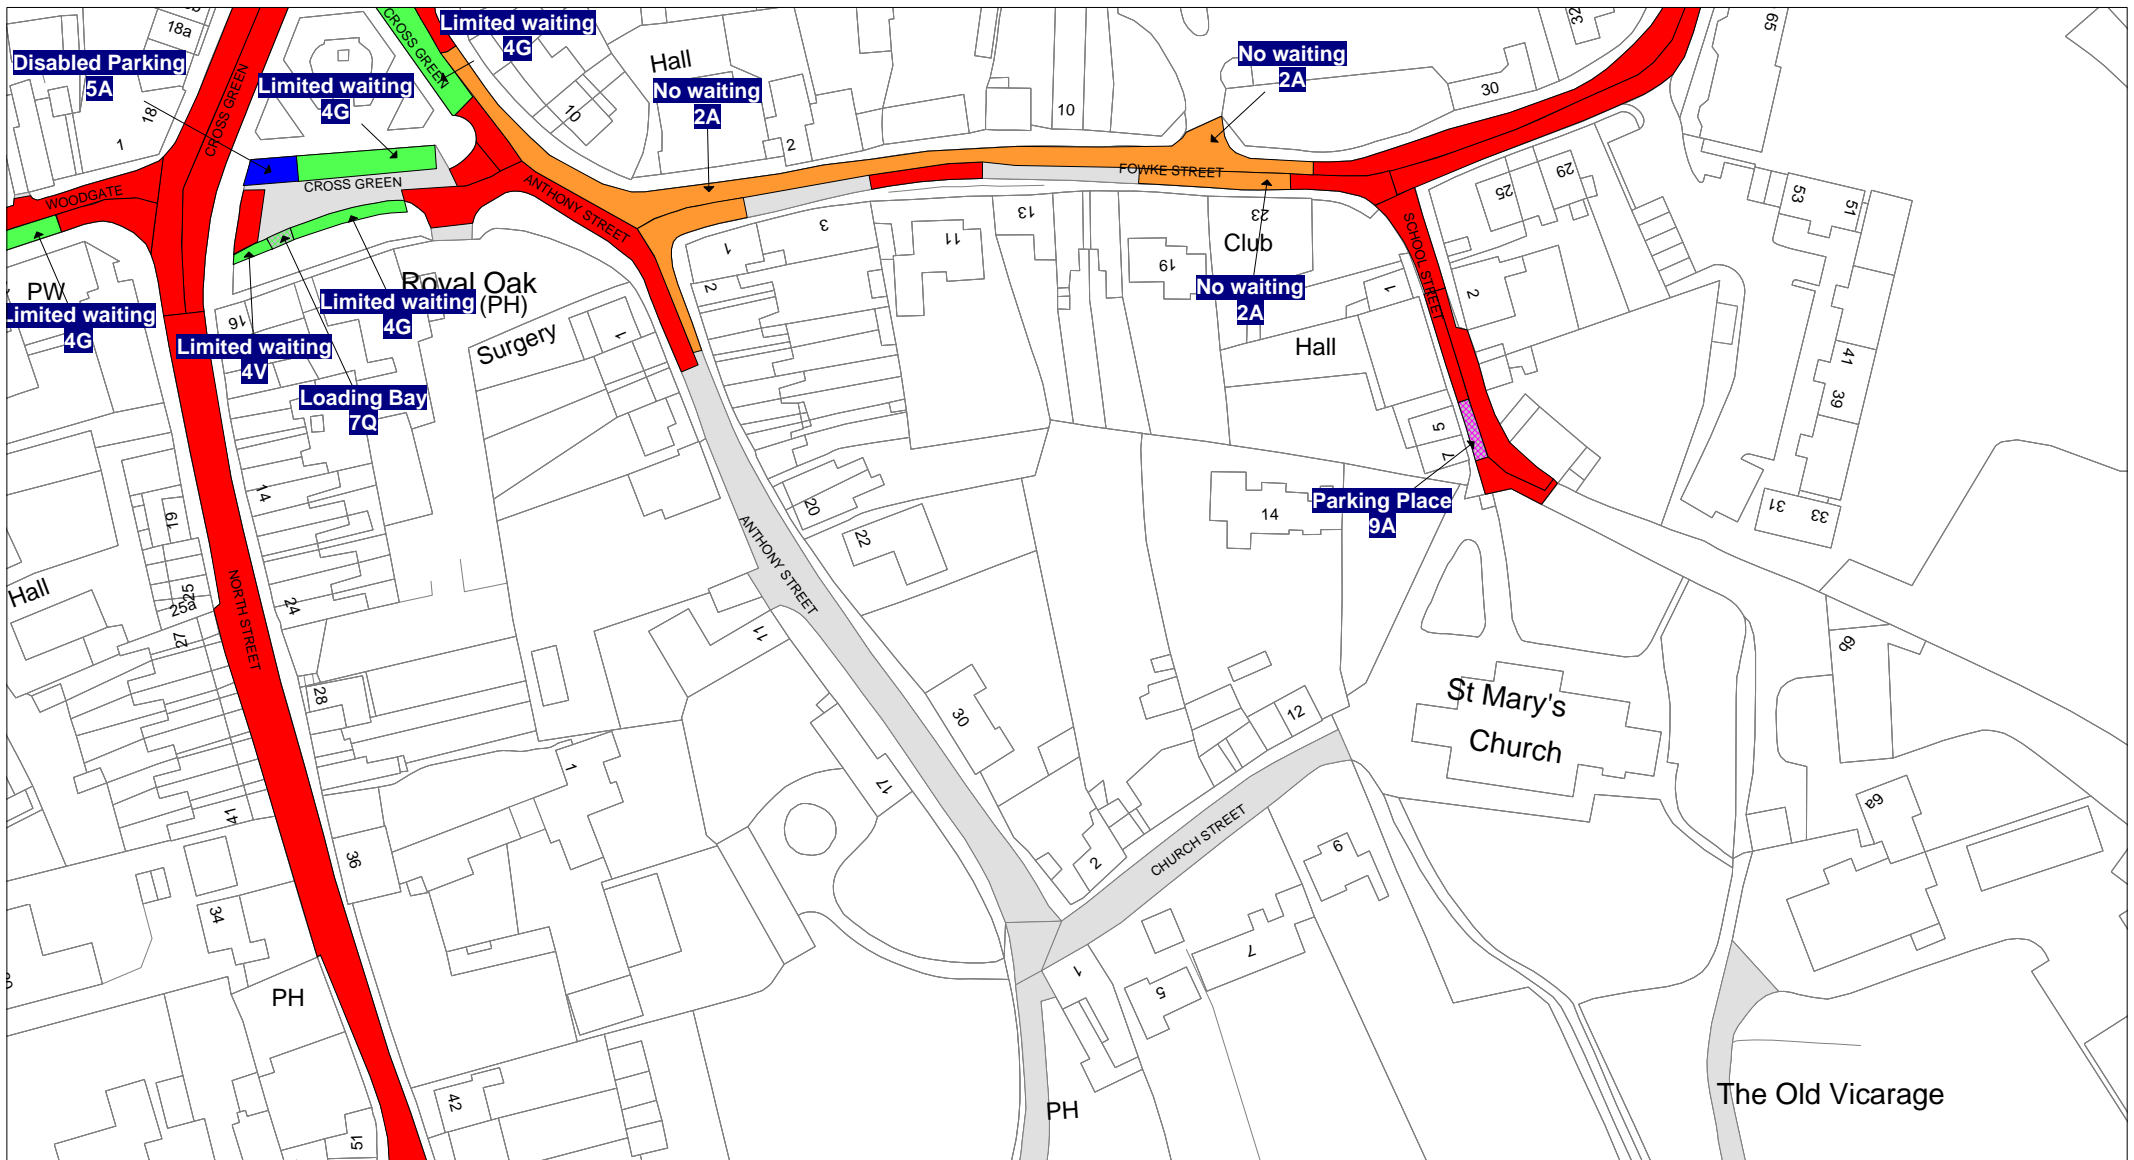 18a
65
32
Limited waiting
4G
CROSS GREEN
Hall
Disabled Parking
5A
No waiting
2A
Limited waiting
4G
No waiting
2A
30
10
10
18
CROSS GREEN
1
2
CROSS GREEN
WOODGATE
ANTHONY STREET
FOWKE STREET
29
25
53
51
13
23
3
11
1
Club
19
SCHOOL STREET
PW
Royal Oak
(PH)
2
1
2
Limited waiting
4G
Limited waiting
4G
No waiting
2A
16
Surgery
1
Hall
Limited waiting
4V
41
39
Loading Bay
7Q
5
7
14
19
20
22
14
Parking Place
9A
31
33
ANTHONY STREET
Hall
25
25a
24
27
NORTH STREET
11
6b
28
30
12
St Mary's
Church
1
17
41
36
2
CHURCH STREET
6
6a
34
7
PH
1
5
42
PH
The Old Vicarage
51